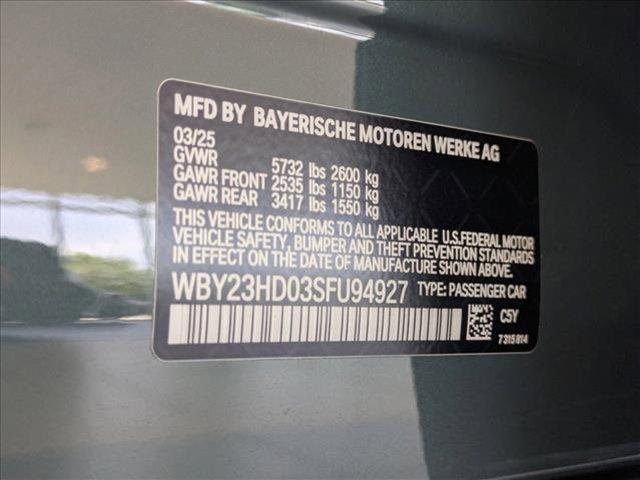 MFD BY BAYERISCHE MOTOREN WERKE AG
03/25
GVWR 5732 lbs 2600 kg
GAWR FRONT 2535 lbs 1150 kg
GAWR REAR 3417 lbs 1550 kg
THIS VEHICLE CONFORMS TO ALL APPLICABLE U.S.FEDERAL MOTOR
VEHICLE SAFETY, BUMPER AND THEFT PREVENTION STANDARDS
IN EFFECT ON THE DATE OF MANUFACTURE SHOWN ABOVE.
WBY23HD03SFU94927 TYPE: PASSENGER CAR
C5Y
7 315 814